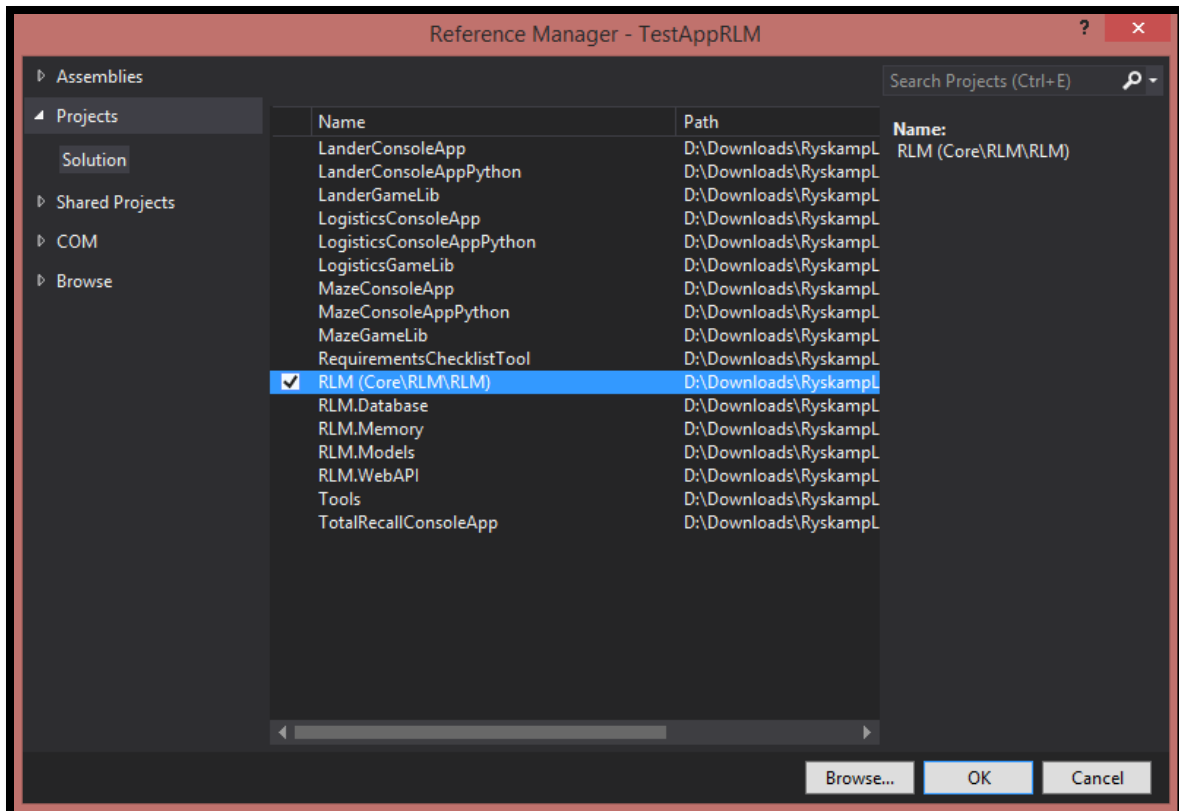 Reference Manager - TestAppRLM
?
Assemblies
Search Projects (Ctrl+E)
Projects
Solution
Shared Projects
COM
Browse
Name Path
LanderConsoleApp D:\Downloads\RyskampL
LanderConsoleAppPython D:\Downloads\RyskampL
LanderGameLib D:\Downloads\RyskampL
LogisticsConsoleApp D:\Downloads\RyskampL
LogisticsConsoleAppPython D:\Downloads\RyskampL
LogisticsGameLib D:\Downloads\RyskampL
MazeConsoleApp D:\Downloads\RyskampL
MazeConsoleAppPython D:\Downloads\RyskampL
MazeGameLib D:\Downloads\RyskampL
RequirementsChecklistTool D:\Downloads\RyskampL
RLM (Core\RLM\RLM) D:\Downloads\RyskampL
RLM.Database D:\Downloads\RyskampL
RLM.Memory D:\Downloads\RyskampL
RLM.Models D:\Downloads\RyskampL
RLM.WebAPI D:\Downloads\RyskampL
Tools D:\Downloads\RyskampL
TotalRecallConsoleApp D:\Downloads\RyskampL
Name:
RLM (Core\RLM\RLM)
Browse... OK Cancel